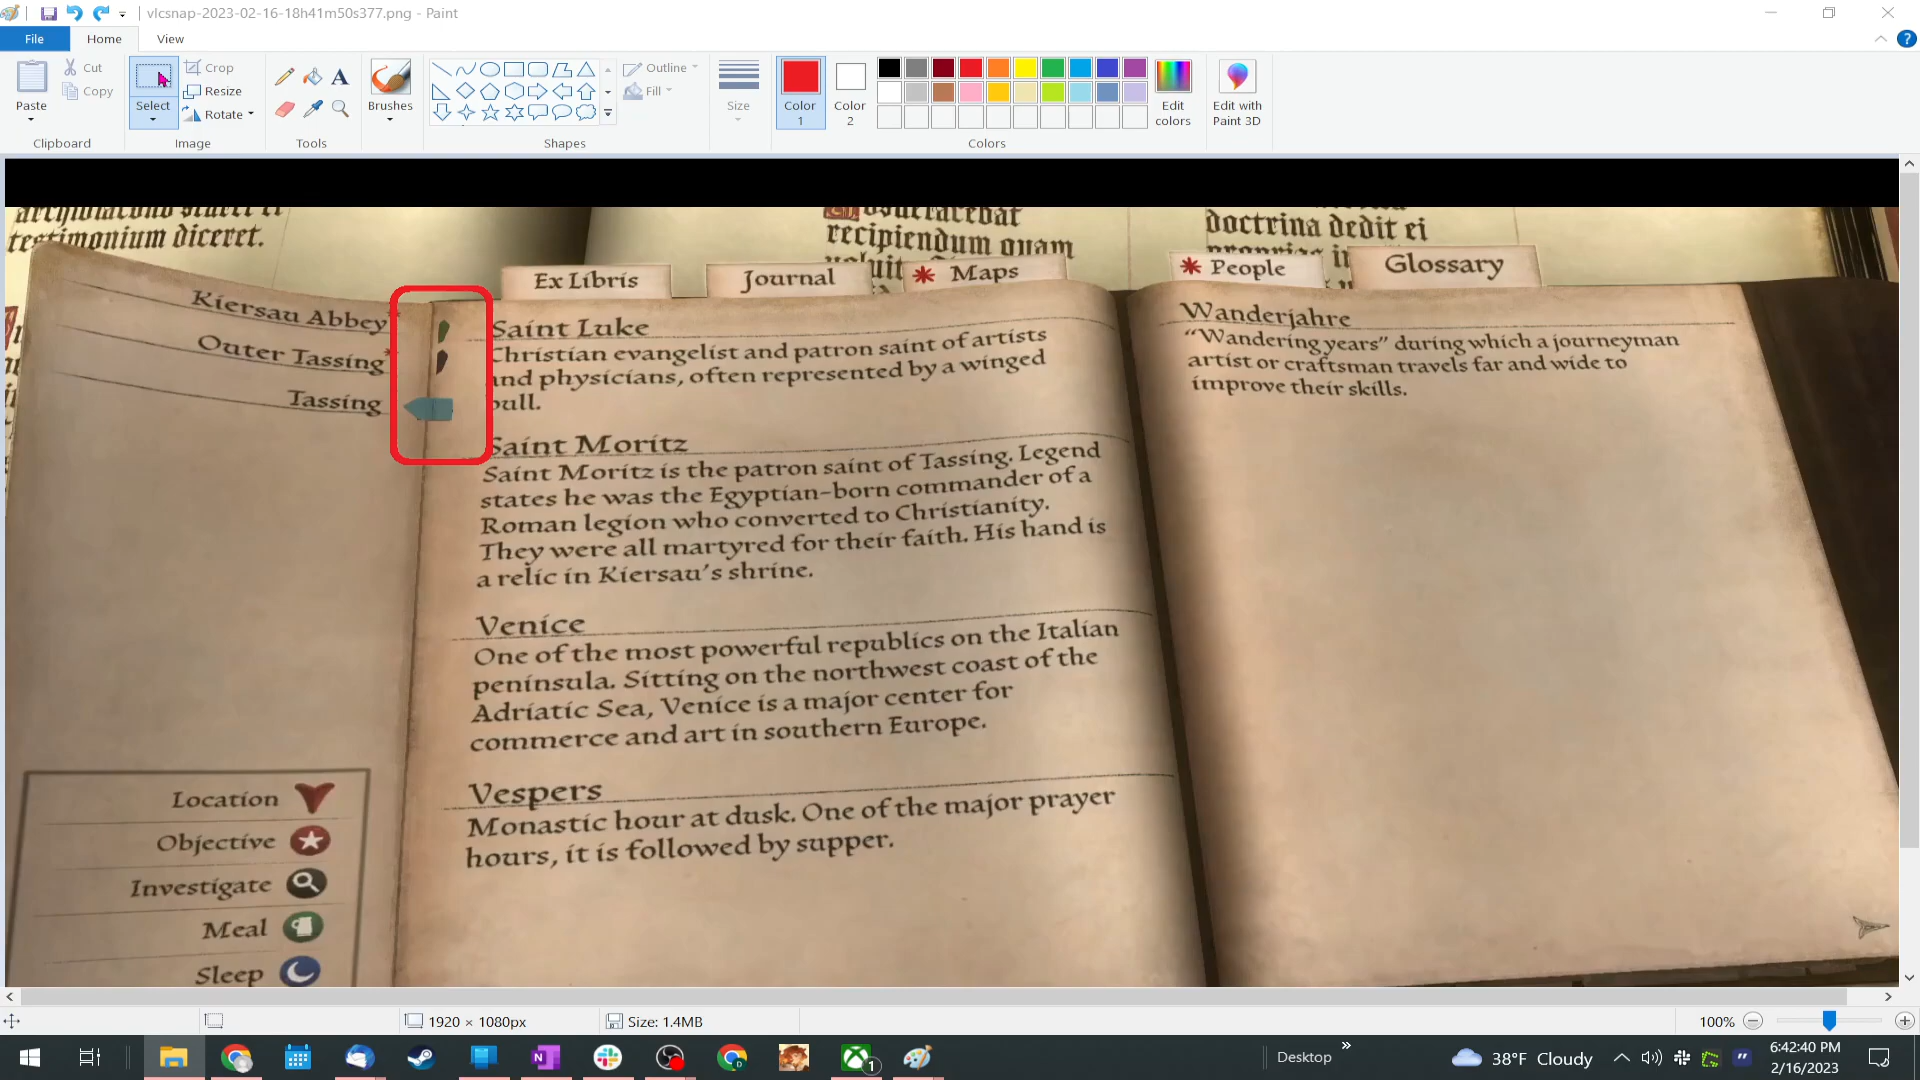 vlcsnap-2023-02-16-18h41m50s377.png - Paint
File
Home
View
Paste
Cut
Copy
Clipboard
Select
Crop
Resize
Rotate
Image
Tools
Brushes
Shapes
Outline
Fill
Size
Color
1
Color
2
Edit
colors
Edit with
Paint 3D
Colors
testimonium diceret.
recipiendum quam
doctrina dedit ei
Ex Libris
Journal
Maps
People
Glossary
Kiersau Abbey*
Outer Tassing*
Tassing
Saint Luke
Christian evangelist and patron saint of artists
and physicians, often represented by a winged
bull.
Saint Moritz
Saint Moritz is the patron saint of Tassing. Legend
states he was the Egyptian-born commander of a
Roman legion who converted to Christianity.
They were all martyred for their faith. His hand is
a relic in Kiersau's shrine.
Venice
One of the most powerful republics on the Italian
peninsula. Sitting on the northwest coast of the
Adriatic Sea, Venice is a major center for
commerce and art in southern Europe.
Vespers
Monastic hour at dusk. One of the major prayer
hours, it is followed by supper.
Wanderjahre
"Wandering years" during which a journeyman
artist or craftsman travels far and wide to
improve their skills.
Location
Objective
Investigate
Meal
Sleep
1920 × 1080px
Size: 1.4MB
100%
Desktop
38°F Cloudy
6:42:40 PM
2/16/2023